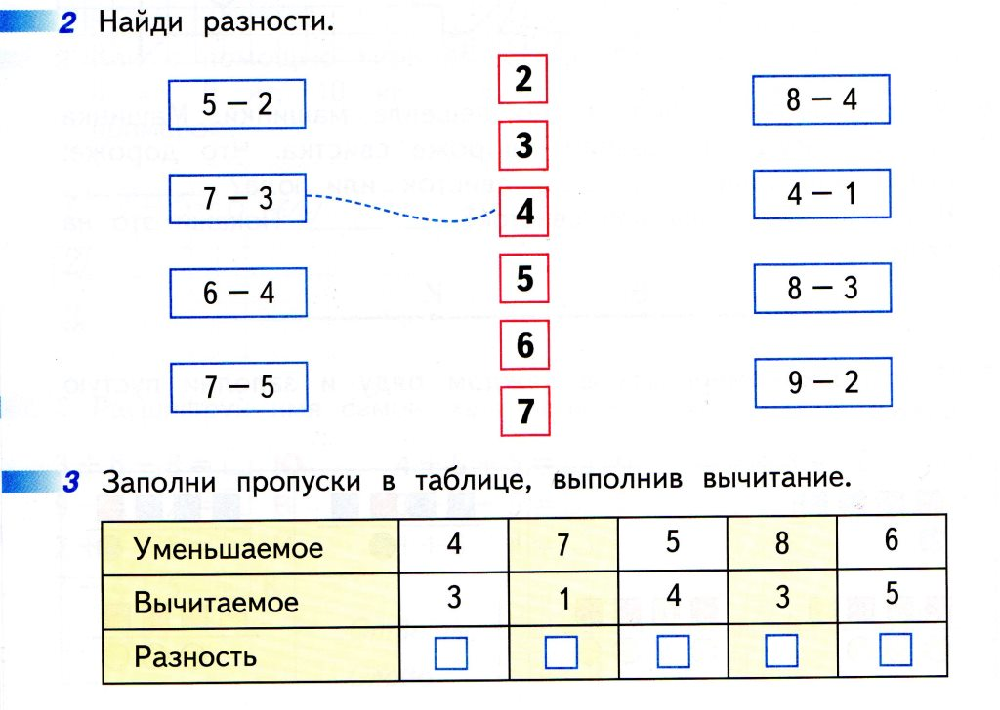 2 Найди разности.
5 – 2
2
8 – 4
3
7 – 3
4
4 – 1
6 – 4
5
8 – 3
6
7 – 5
7
9 – 2
3 Заполни пропуски в таблице, выполнив вычитание.
Уменьшаемое 4 7 5 8 6
Вычитаемое 3 1 4 3 5
Разность